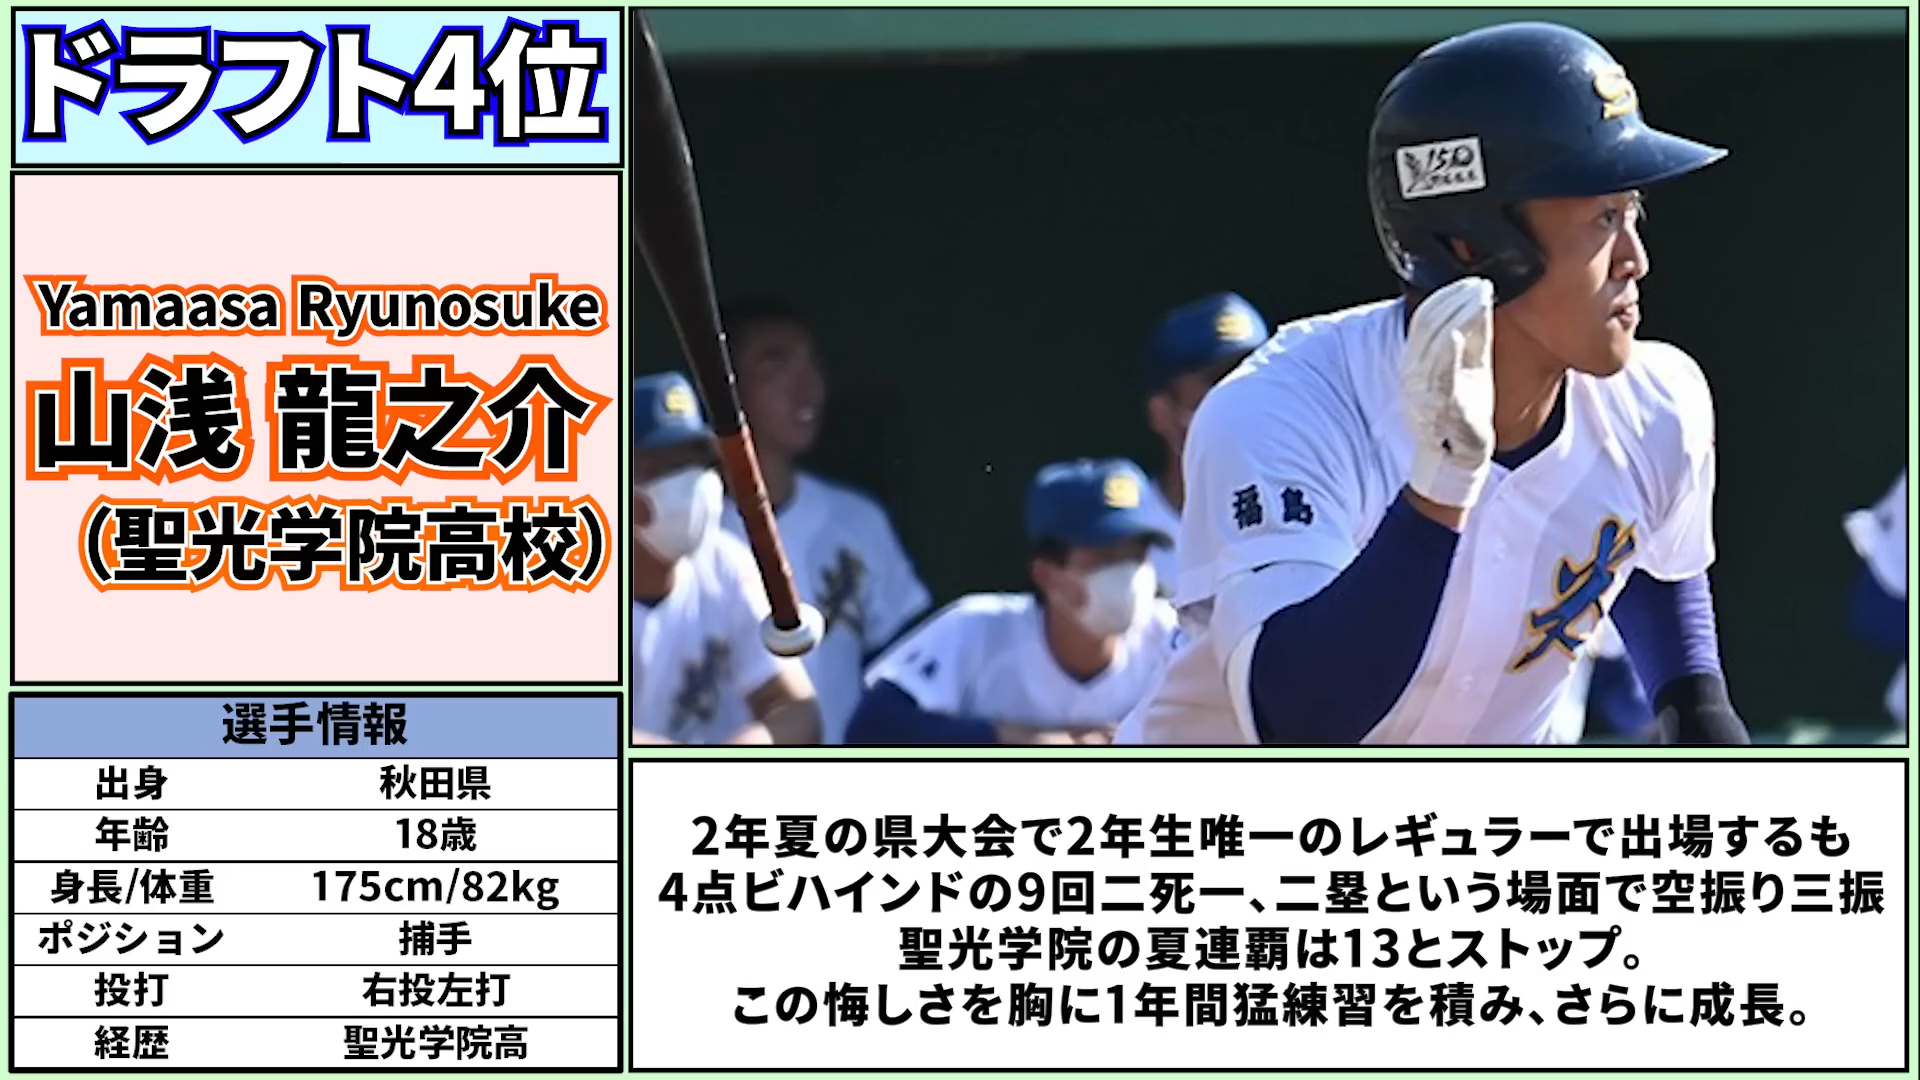 ドラフト4位
Yamaasa Ryunosuke
山浅 龍之介
(聖光学院高校)
選手情報
出身 秋田県
年齢 18歳
身長/体重 175cm/82kg
ポジション 捕手
投打 右投左打
経歴 聖光学院高
S
150
福島
光
2年夏の県大会で2年生唯一のレギュラーで出場するも
4点ビハインドの9回二死一、二塁という場面で空振り三振
聖光学院の夏連覇は13とストップ。
この悔しさを胸に1年間猛練習を積み、さらに成長。